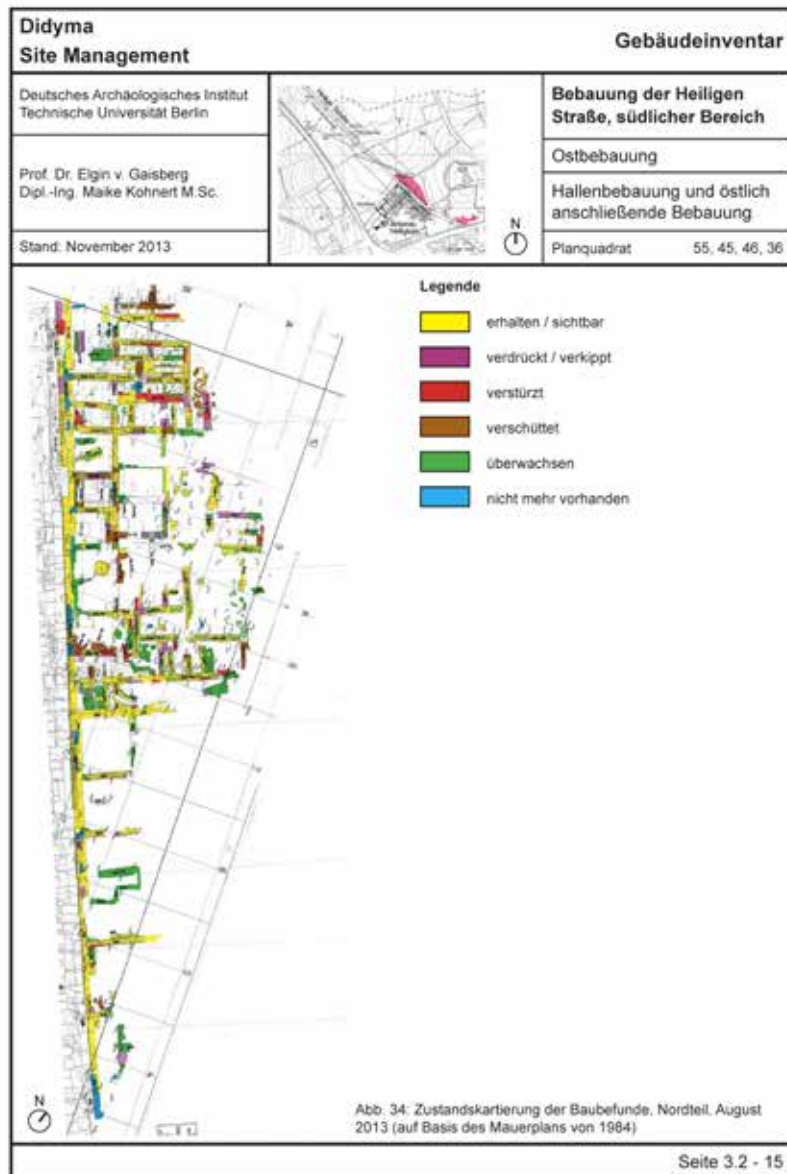 Didyma
Site Management
Gebäudeinventar
Deutsches Archäologisches Institut
Technische Universität Berlin
Prof. Dr. Elgin v. Gaisberg
Dipl.-Ing. Maike Kohnert M.Sc.
Stand: November 2013
N
Bebauung der Heiligen
Straße, südlicher Bereich
Ostbebauung
Hallenbebauung und östlich
anschließende Bebauung
Planquadrat 55, 45, 46, 36
Legende
erhalten / sichtbar
verdrückt / verkippt
verstürzt
verschüttet
überwachsen
nicht mehr vorhanden
N
Abb. 34: Zustandskartierung der Baubefunde, Nordteil, August
2013 (auf Basis des Mauerplans von 1984)
Seite 3.2 - 15